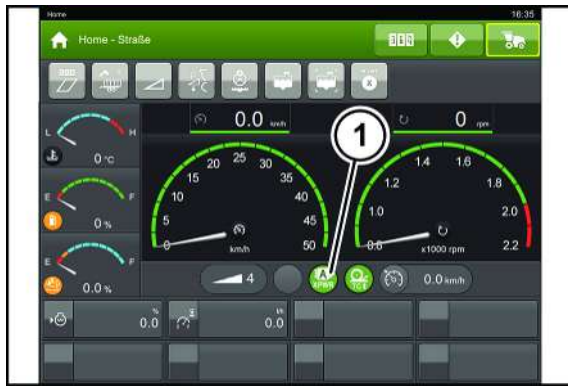 Home 16:35
Home - Straße
L H
0 °C
E F
0 %
E F
0.0 %
0.0 km/h
0 rpm
1
0 5 10 15 20 25 30 35 40 45 50
km/h
0.6 1.0 1.2 1.4 1.6 1.8 2.0 2.2
x1000 rpm
4
A
XPWR
TC E
0.0 km/h
%
0.0
l/h
0.0